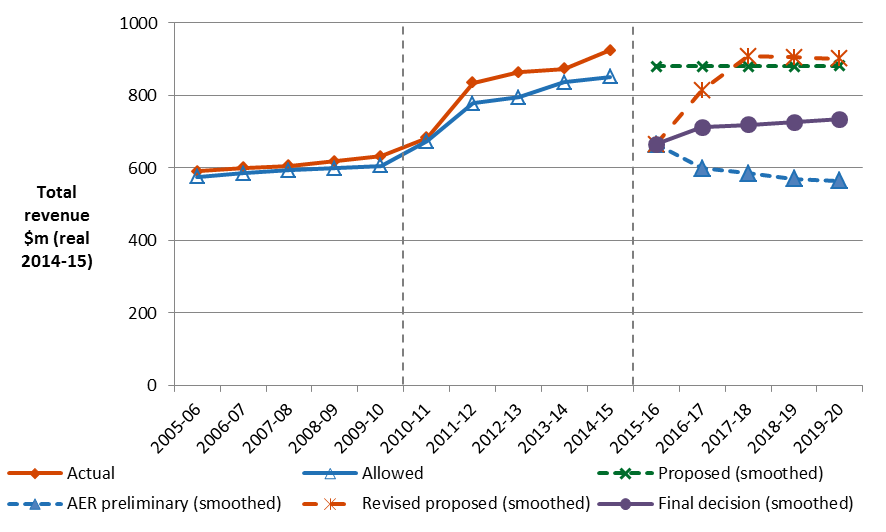 1000
800
600
400
200
0
Total
revenue
$m (real
2014-15)
2005-06
2006-07
2007-08
2008-09
2009-10
2010-11
2011-12
2012-13
2013-14
2014-15
2015-16
2016-17
2017-18
2018-19
2019-20
Actual
Allowed
Proposed (smoothed)
AER preliminary (smoothed)
Revised proposed (smoothed)
Final decision (smoothed)